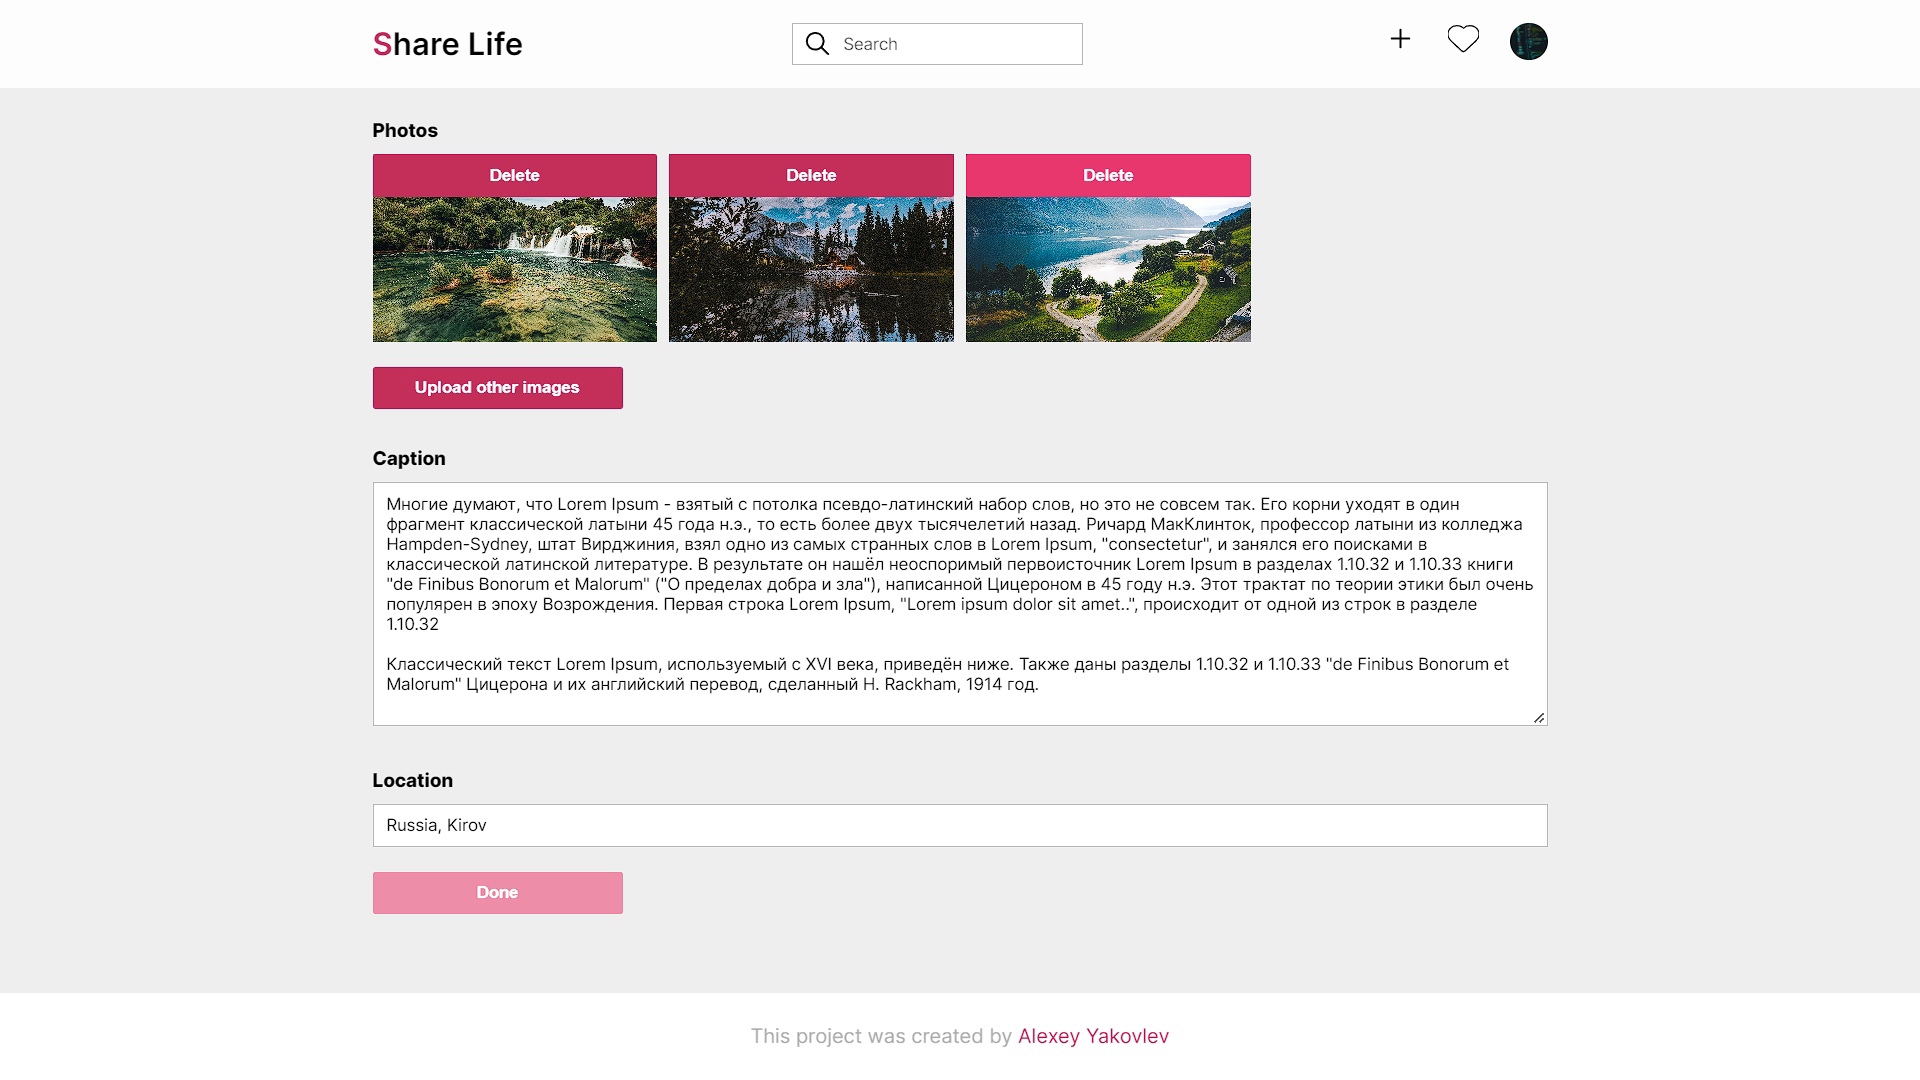 Share Life
Search
Photos
Delete
Delete
Delete
Upload other images
Caption
Многие думают, что Lorem Ipsum - взятый с потолка псевдо-латинский набор слов, но это не совсем так. Его корни уходят в один
фрагмент классической латыни 45 года н.э., то есть более двух тысячелетий назад. Ричард МакКлинток, профессор латыни из колледжа
Hampden-Sydney, штат Вирджиния, взял одно из самых странных слов в Lorem Ipsum, "consectetur", и занялся его поисками в
классической латинской литературе. В результате он нашёл неоспоримый первоисточник Lorem Ipsum в разделах 1.10.32 и 1.10.33 книги
"de Finibus Bonorum et Malorum" ("О пределах добра и зла"), написанной Цицероном в 45 году н.э. Этот трактат по теории этики был очень
популярен в эпоху Возрождения. Первая строка Lorem Ipsum, "Lorem ipsum dolor sit amet..", происходит от одной из строк в разделе
1.10.32
Классический текст Lorem Ipsum, используемый с XVI века, приведён ниже. Также даны разделы 1.10.32 и 1.10.33 "de Finibus Bonorum et
Malorum" Цицерона и их английский перевод, сделанный H. Rackham, 1914 год.
Location
Russia, Kirov
Done
This project was created by Alexey Yakovlev